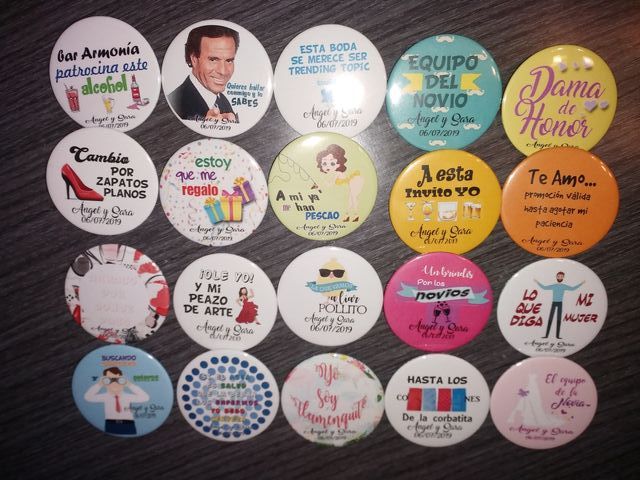 Bar Armonía
patrocina este
alcohol
Angel y Sara
06/07/2019
Quieres bailar
conmigo y lo
SABES
Angel y Sara
06/07/2019
ESTA BODA
SE MERECE SER
TRENDING TOPIC
Angel y Sara
06/07/2019
EQUIPO
DEL
NOVIO
Angel y Sara
06/07/2019
Dama
de
Honor
Angel y Sara
Cambio
POR
ZAPATOS
PLANOS
Angel y Sara
06/07/2019
estoy
que me
regalo
Angel y Sara
06/07/2019
A mi ya
me han
PESCAO
Angel y Sara
06/07/2019
A esta
Invito YO
Angel y Sara
06/07/2019
Te Amo...
promoción válida
hasta agotar mi
paciencia
Angel y Sara
06/07/2019
Angel y Sara
06/07/2019
¡OLE YO!
Y Mi
PEAZO
DE ARTE
Angel y Sara
06/07/2019
POLLITO
Angel y Sara
06/07/2019
Un brindis
Por los
novios
Angel y Sara
06/07/2019
LO
QUE
DIGA
MI
MUJER
Angel y Sara
06/07/2019
BUSCANDO
Angel y Sara
Yo
Soy
flamenquito
Angel y Sara
06/07/2019
HASTA LOS
De la corbatita
Angel y Sara
06/07/2019
El equipo
de la
Novia
Angel y Sara
06/07/2019